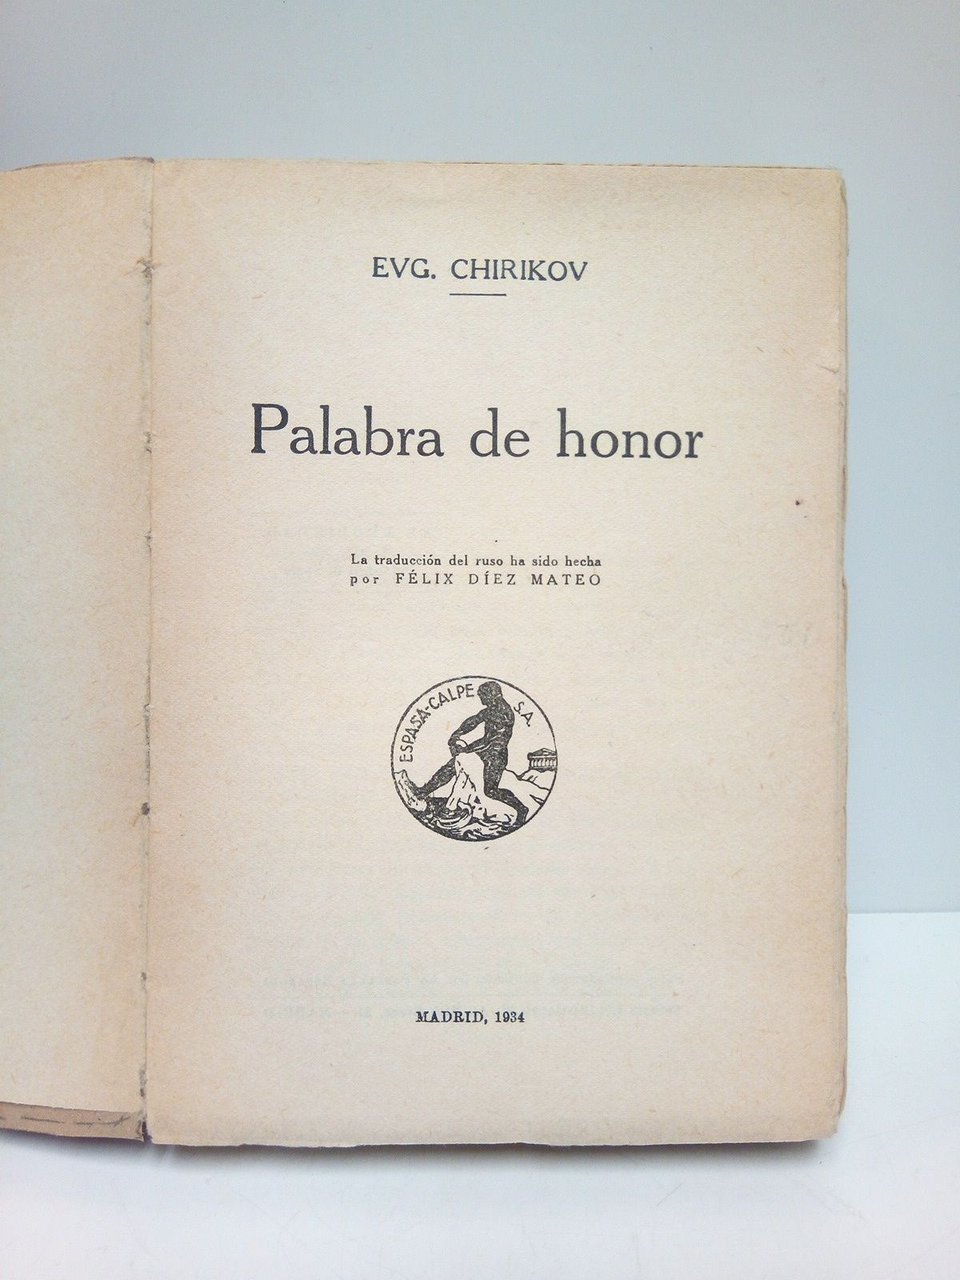 EVG. CHIRIKOV
Palabra de honor
La traducción del ruso ha sido hecha
por FÉLIX DÍEZ MATEO
ESPASA-CALPE S.A.
MADRID, 1934